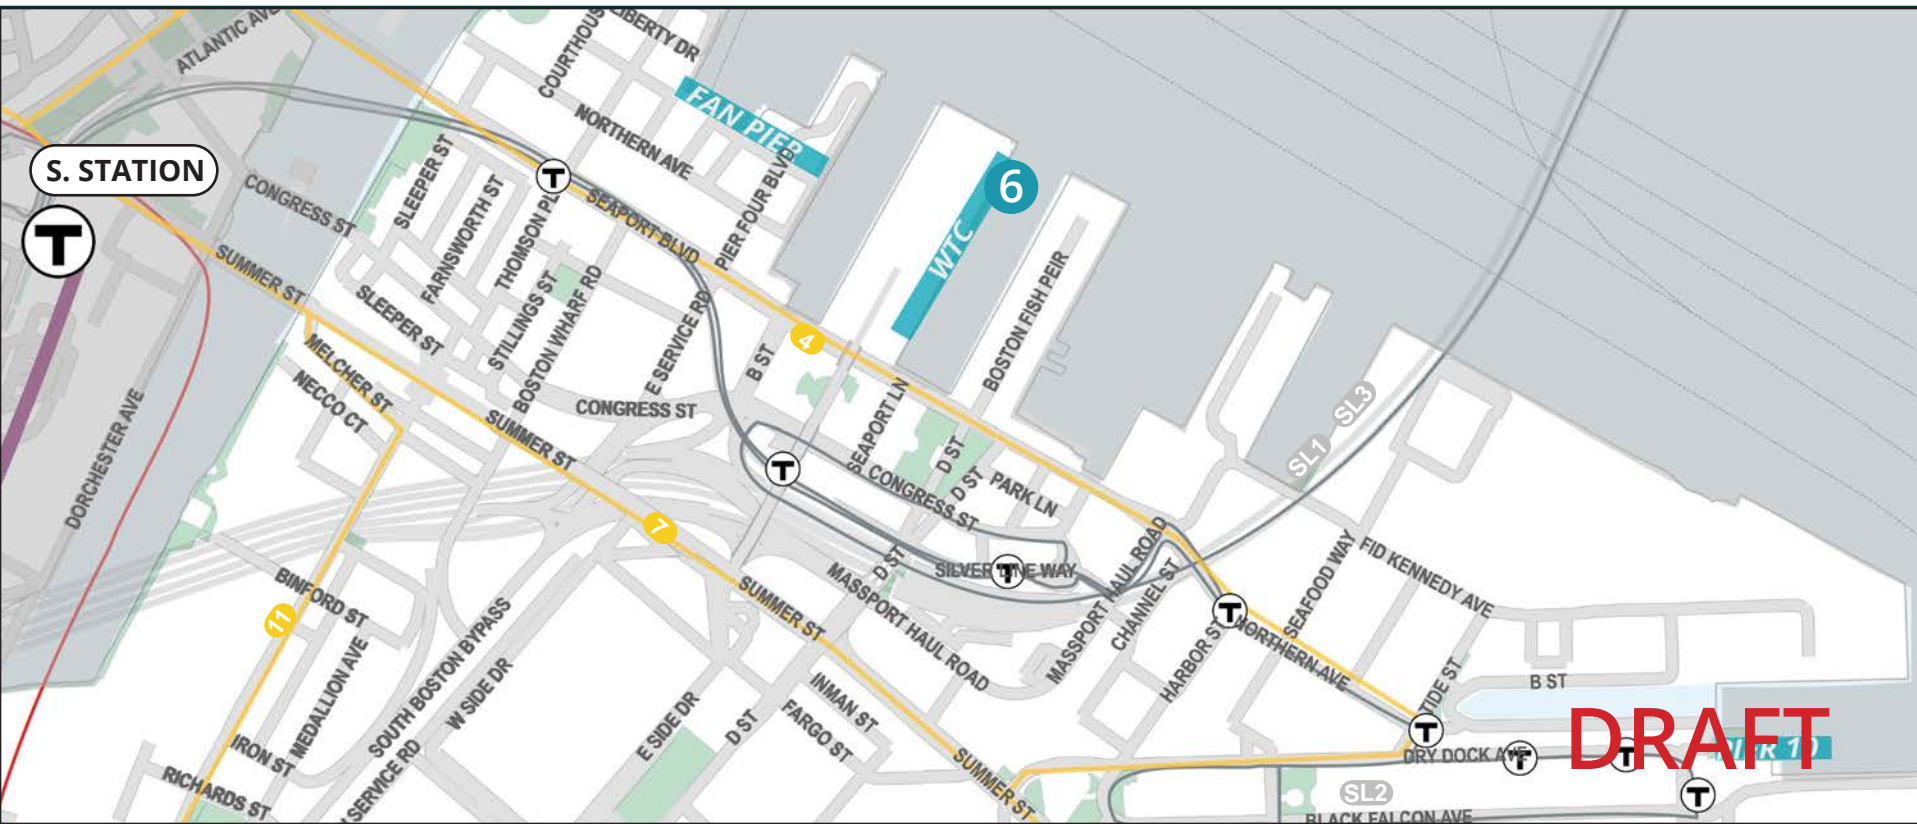 ATLANTIC AVE
LIBERTY DR
COURTHOUS
FAN PIER
NORTHERN AVE
S. STATION
T
CONGRESS ST
SLEEPER ST
FARNSWORTH ST
THOMSON PL
T
SEAPORT BLVD
PIER FOUR BLVD
6
WTC
BOSTON FISH PEIR
SUMMER ST
SLEEPER ST
STILLINGS ST
BOSTON WHARF RD
E SERVICE RD
B ST
4
MELCHER ST
NECCO CT
CONGRESS ST
SUMMER ST
SEAPORT LN
D ST
D ST
PARK LN
SL3
SL1
DORCHESTER AVE
T
CONGRESS ST
7
D ST
SILVER LINE WAY
T
MASSPORT HAUL ROAD
CHANNEL ST
SEAFOOD WAY
FID KENNEDY AVE
BINFORD ST
11
SUMMER ST
MASSPORT HAUL ROAD
T
HARBOR ST
NORTHERN AVE
MEDALLION AVE
SOUTH BOSTON BYPASS
W SIDE DR
E SIDE DR
D ST
INMAN ST
FARGO ST
TIDE ST
B ST
IRON ST
RICHARDS ST
SERVICE RD
SUMMER ST
T
DRY DOCK AVE
T
T
PIER 10
DRAFT
SL2
T
BLACK FALCON AVE